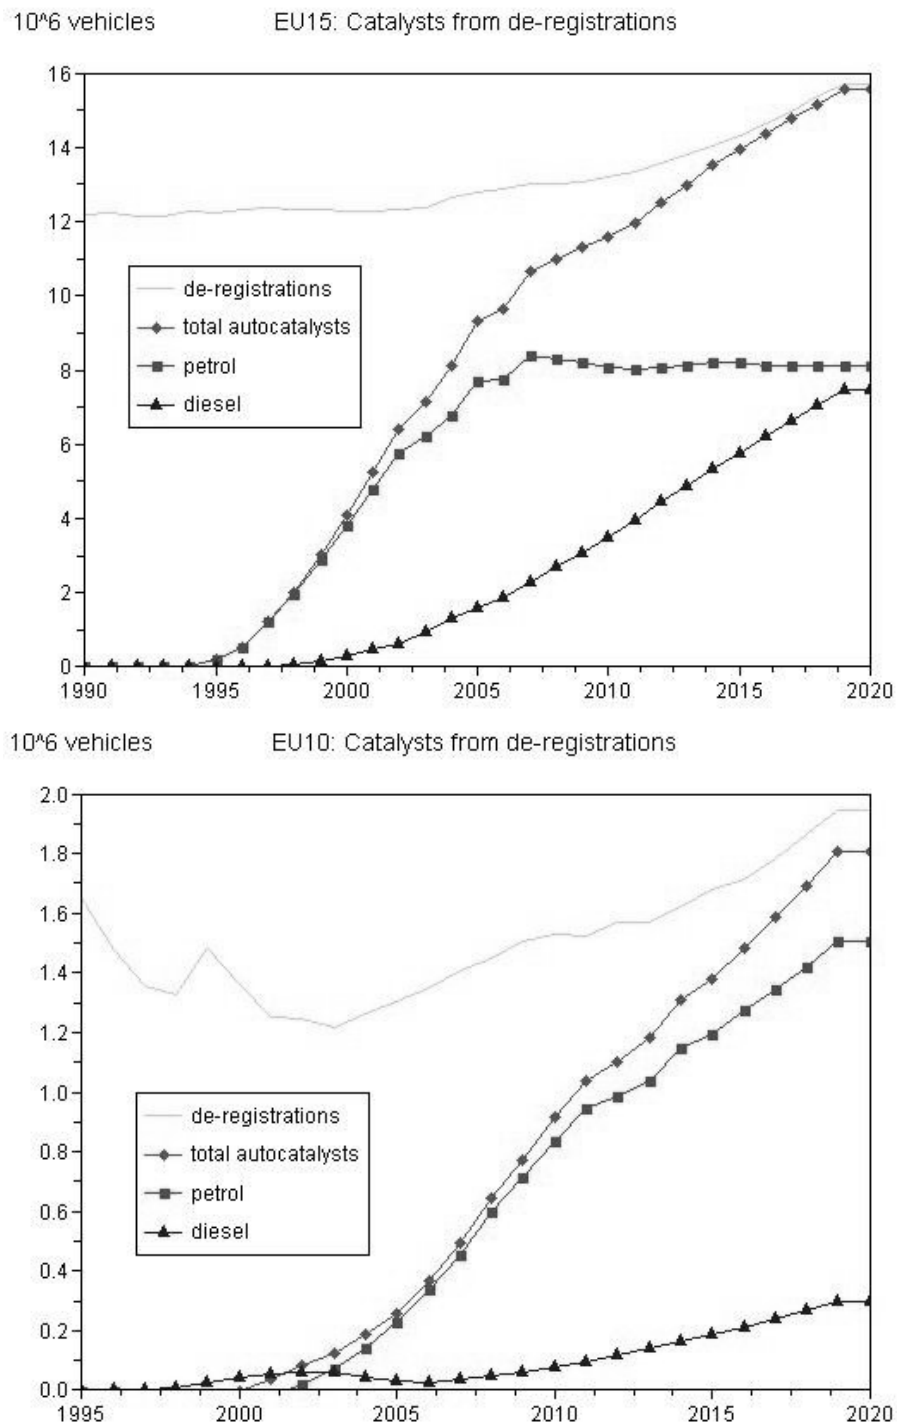 10^6 vehicles EU15: Catalysts from de-registrations
16
14
12
10
8
6
4
2
0
de-registrations
total autocatalysts
petrol
diesel
1990 1995 2000 2005 2010 2015 2020
10^6 vehicles EU10: Catalysts from de-registrations
2.0
1.8
1.6
1.4
1.2
1.0
0.8
0.6
0.4
0.2
0.0
de-registrations
total autocatalysts
petrol
diesel
1995 2000 2005 2010 2015 2020